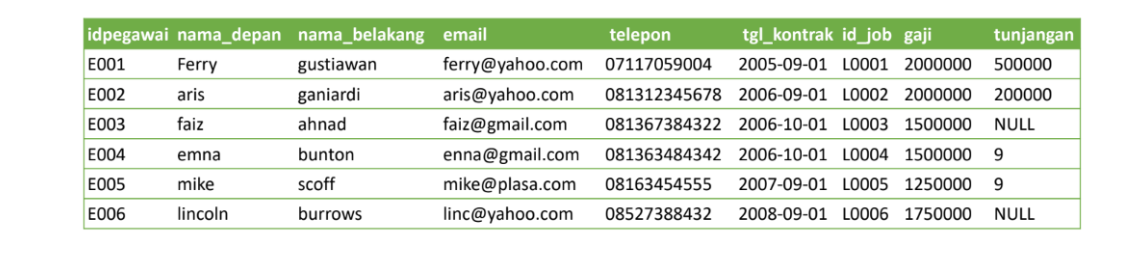 idpegawai nama_depan nama_belakang email telepon tgl_kontrak id_job gaji tunjangan
E001 Ferry gustiawan ferry@yahoo.com 07117059004 2005-09-01 L0001 2000000 500000
E002 aris ganiardi aris@yahoo.com 081312345678 2006-09-01 L0002 2000000 200000
E003 faiz ahnad faiz@gmail.com 081367384322 2006-10-01 L0003 1500000 NULL
E004 emna bunton enna@gmail.com 081363484342 2006-10-01 L0004 1500000 9
E005 mike scoff mike@plasa.com 08163454555 2007-09-01 L0005 1250000 9
E006 lincoln burrows linc@yahoo.com 08527388432 2008-09-01 L0006 1750000 NULL